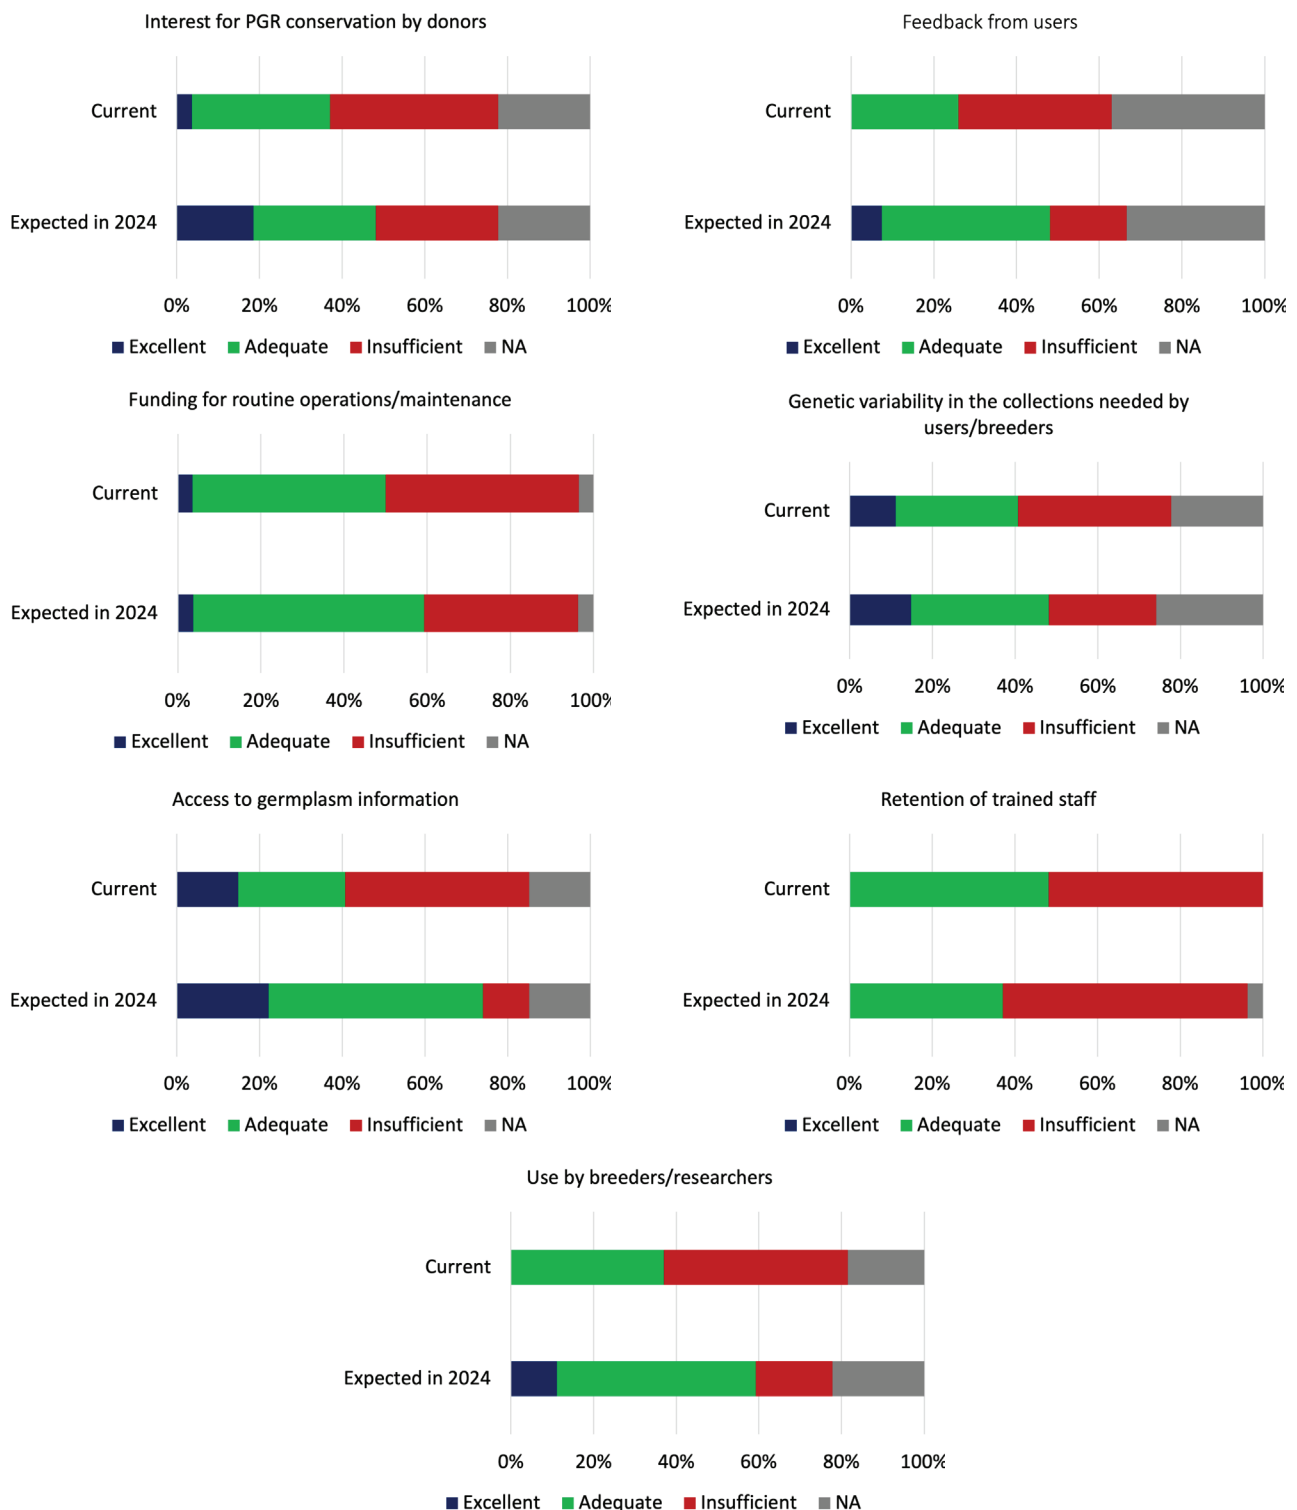 Interest for PGR conservation by donors
Current
Expected in 2024
0% 20% 40% 60% 80% 100%
Excellent Adequate Insufficient NA
Feedback from users
Current
Expected in 2024
0% 20% 40% 60% 80% 100%
Excellent Adequate Insufficient NA
Funding for routine operations/maintenance
Current
Expected in 2024
0% 20% 40% 60% 80% 100%
Excellent Adequate Insufficient NA
Genetic variability in the collections needed by
users/breeders
Current
Expected in 2024
0% 20% 40% 60% 80% 100%
Excellent Adequate Insufficient NA
Access to germplasm information
Current
Expected in 2024
0% 20% 40% 60% 80% 100%
Excellent Adequate Insufficient NA
Retention of trained staff
Current
Expected in 2024
0% 20% 40% 60% 80% 100%
Excellent Adequate Insufficient NA
Use by breeders/researchers
Current
Expected in 2024
0% 20% 40% 60% 80% 100%
Excellent Adequate Insufficient NA